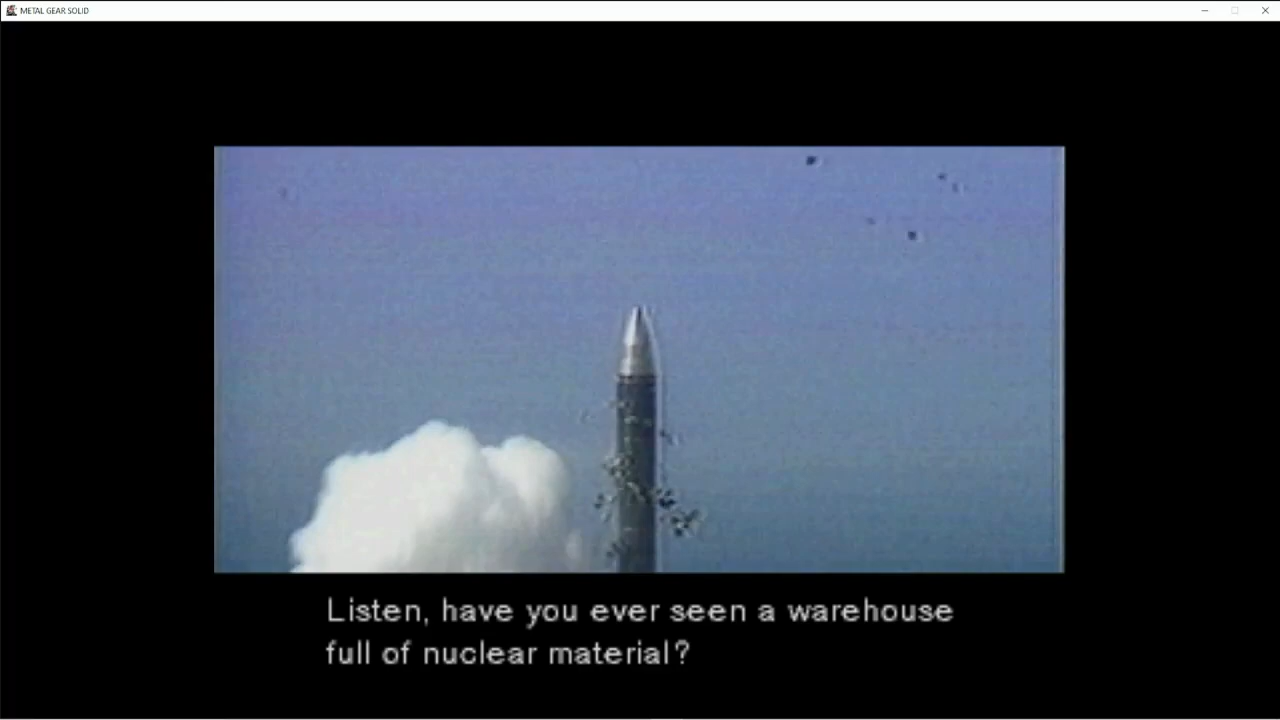 METAL GEAR SOLID
Listen, have you ever seen a warehouse
full of nuclear material?